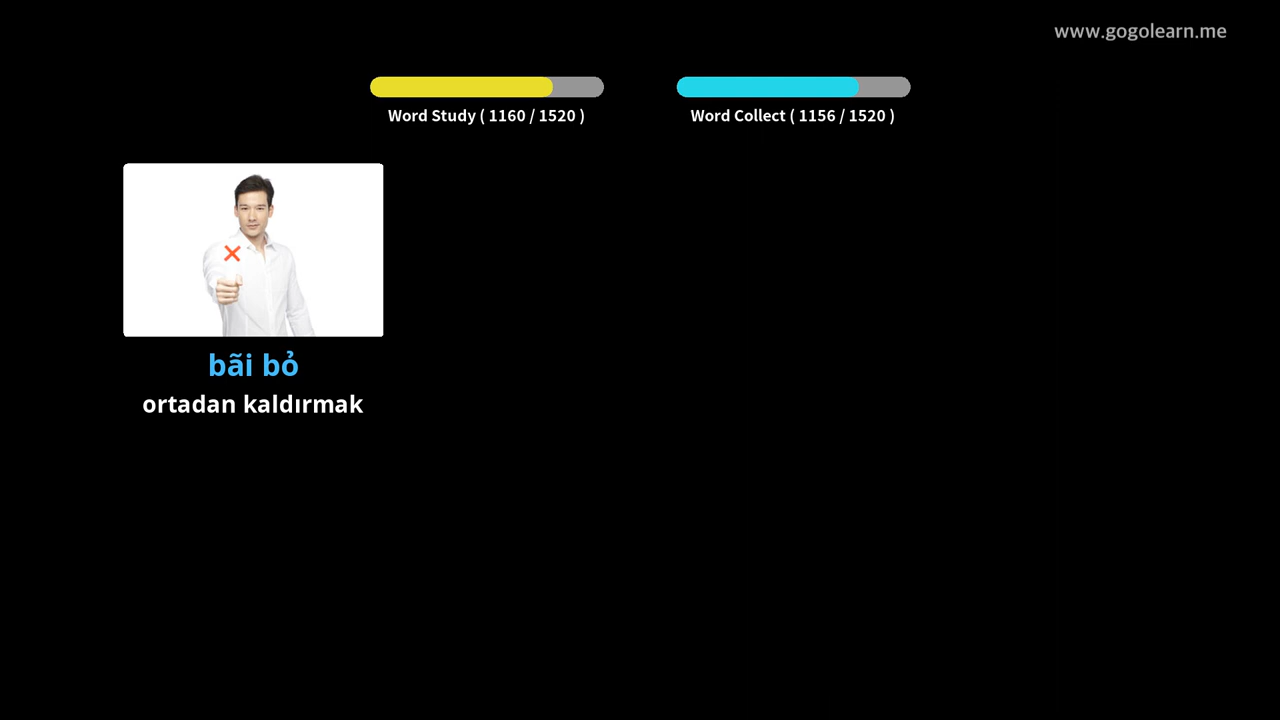 www.gogolearn.me
Word Study ( 1160 / 1520 )
Word Collect ( 1156 / 1520 )
bãi bỏ
ortadan kaldırmak